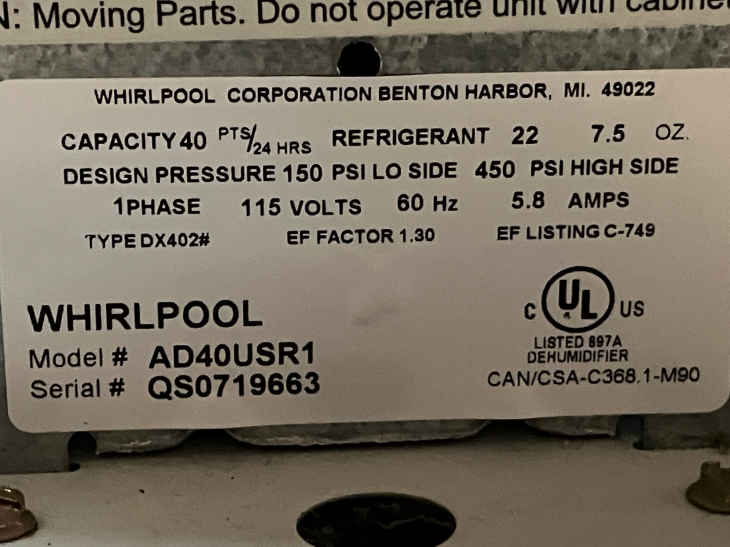 N: Moving Parts. Do not operate unit with cabinet
WHIRLPOOL CORPORATION BENTON HARBOR, MI. 49022
CAPACITY 40 PTS/24 HRS REFRIGERANT 22 7.5 OZ.
DESIGN PRESSURE 150 PSI LO SIDE 450 PSI HIGH SIDE
1 PHASE 115 VOLTS 60 Hz 5.8 AMPS
TYPE DX402# EF FACTOR 1.30 EF LISTING C-749
WHIRLPOOL
Model # AD40USR1
Serial # QS0719663
C UL US
LISTED 897A
DEHUMIDIFIER
CAN/CSA-C368.1-M90